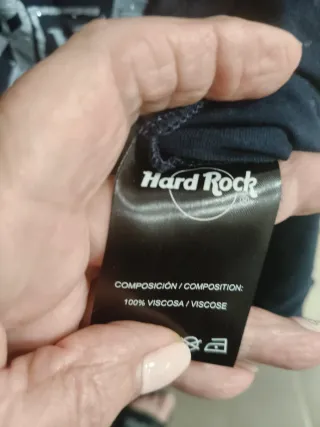 Hard Rock
®
COMPOSICIÓN / COMPOSITION:
100% VISCOSA / VISCOSE